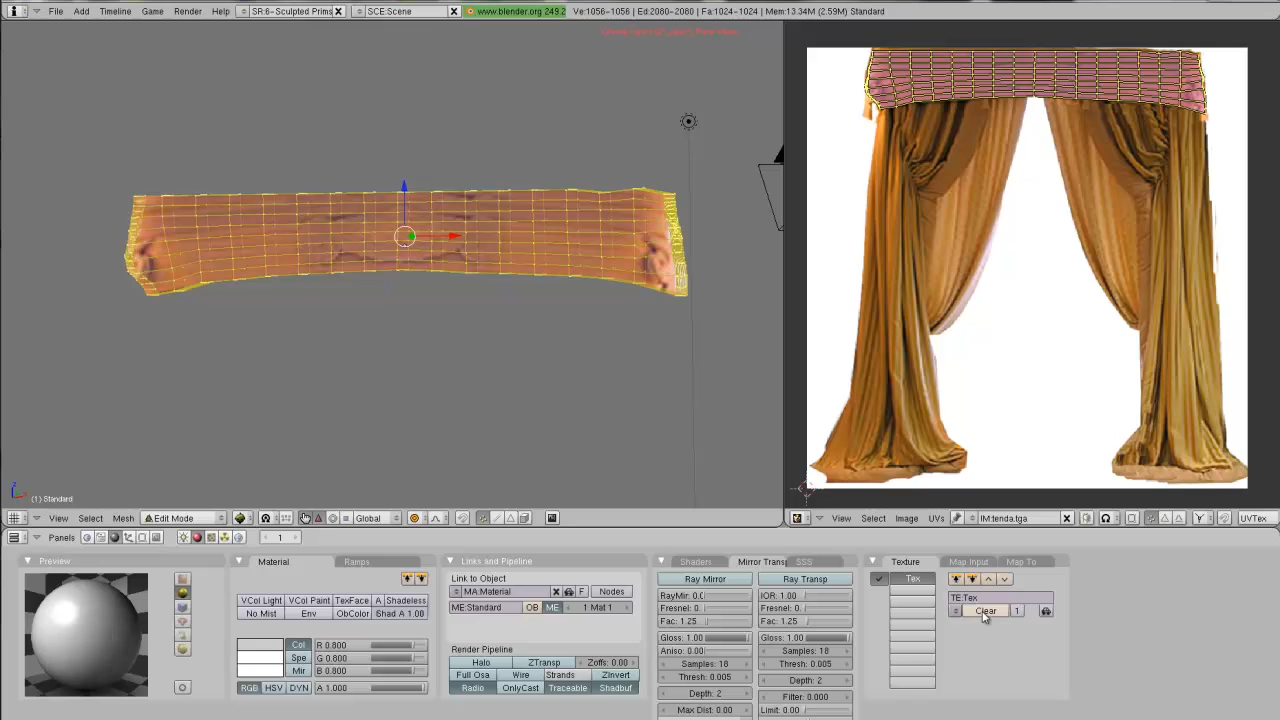 File Add Timeline Game Render Help SR:6-Sculpted Prims SCE:Scene www.blender.org 249.2 Ve:1056-1056 | Ed:2080-2080 | Fa:1024-1024 | Mem:13.34M (2.59M) Standard
(1) Standard
View Select Mesh Edit Mode Global
View Select Image UVs IM:tenda.tga UVTex
Panels 1
Preview
Material Ramps
VCol Light VCol Paint TexFace A Shadeless
No Mist Env ObColor Shad A 1.00
Col R 0.800
Spe G 0.800
Mir B 0.800
RGB HSV DYN A 1.000
Links and Pipeline
Link to Object
MA:Material F Nodes
ME:Standard OB ME 1 Mat 1
Render Pipeline
Halo ZTransp Zoffs: 0.00
Full Osa Wire Strands ZInvert
Radio OnlyCast Traceable Shadbuf
Shaders Mirror Transp SSS
Ray Mirror Ray Transp
RayMir: 0.0 IOR: 1.00
Fresnel: 0. Fresnel: 0.
Fac: 1.25 Fac: 1.25
Gloss: 1.00 Gloss: 1.00
Aniso: 0.00 Samples: 18
Samples: 18 Thresh: 0.005
Thresh: 0.005 Depth: 2
Depth: 2 Filter: 0.000
Max Dist: 0.00 Limit: 0.00
Texture Map Input Map To
Tex
TE:Tex
Clear 1